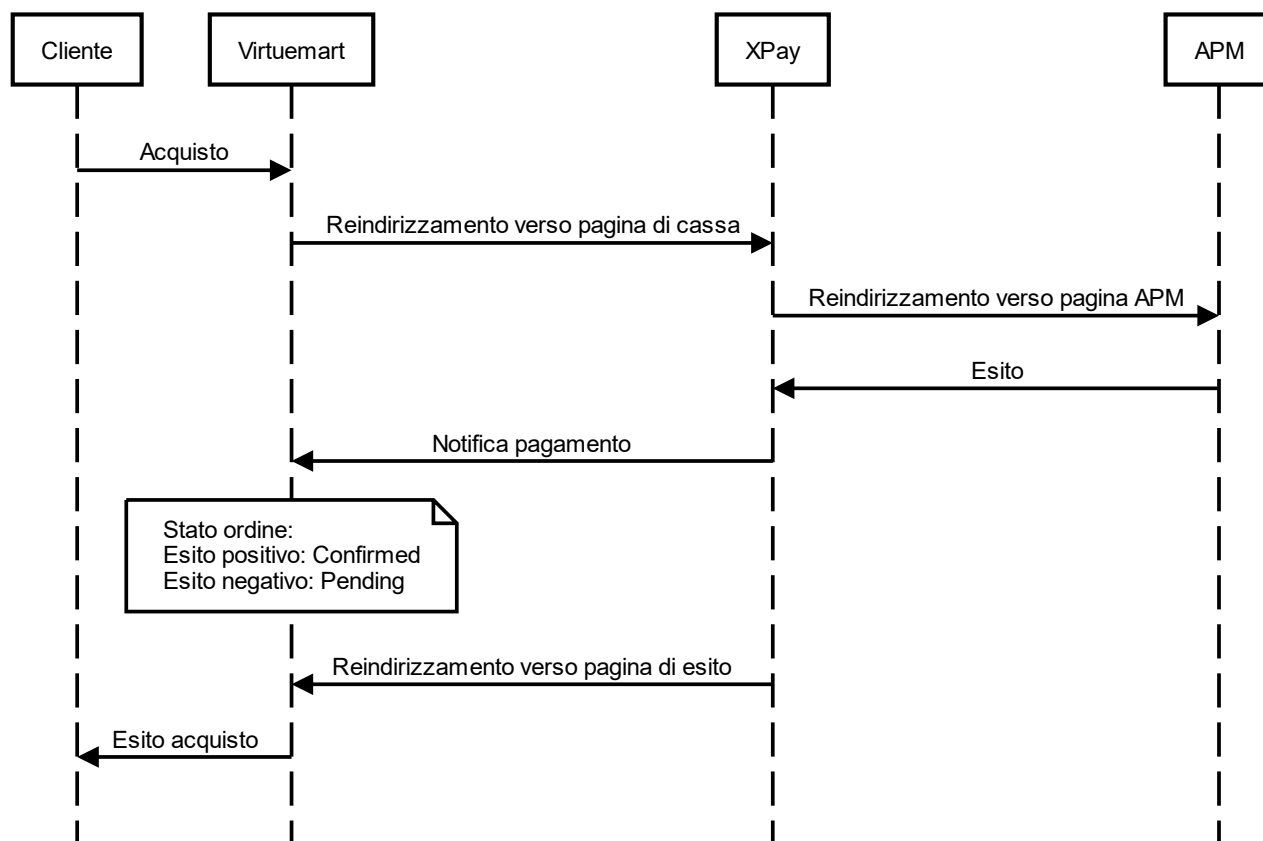 Cliente
Virtuemart
XPay
APM
Acquisto
Reindirizzamento verso pagina di cassa
Reindirizzamento verso pagina APM
Esito
Notifica pagamento
Stato ordine:
Esito positivo: Confirmed
Esito negativo: Pending
Reindirizzamento verso pagina di esito
Esito acquisto